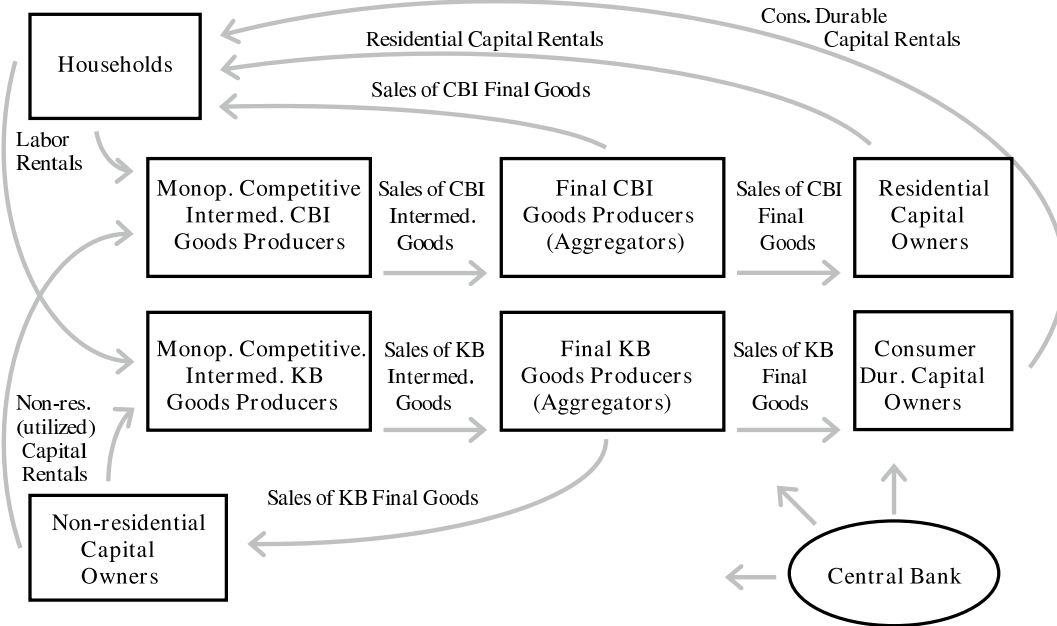 Cons. Durable
Capital Rentals
Residential Capital Rentals
Households
Sales of CBI Final Goods
Labor
Rentals
Monop. Competitive
Intermed. CBI
Goods Producers
Sales of CBI
Intermed.
Goods
Final CBI
Goods Producers
(Aggregators)
Sales of CBI
Final
Goods
Residential
Capital
Owners
Monop. Competitive.
Intermed. KB
Goods Producers
Sales of KB
Intermed.
Goods
Final KB
Goods Producers
(Aggregators)
Sales of KB
Final
Goods
Consumer
Dur. Capital
Owners
Non-res.
(utilized)
Capital
Rentals
Sales of KB Final Goods
Non-residential
Capital
Owners
Central Bank